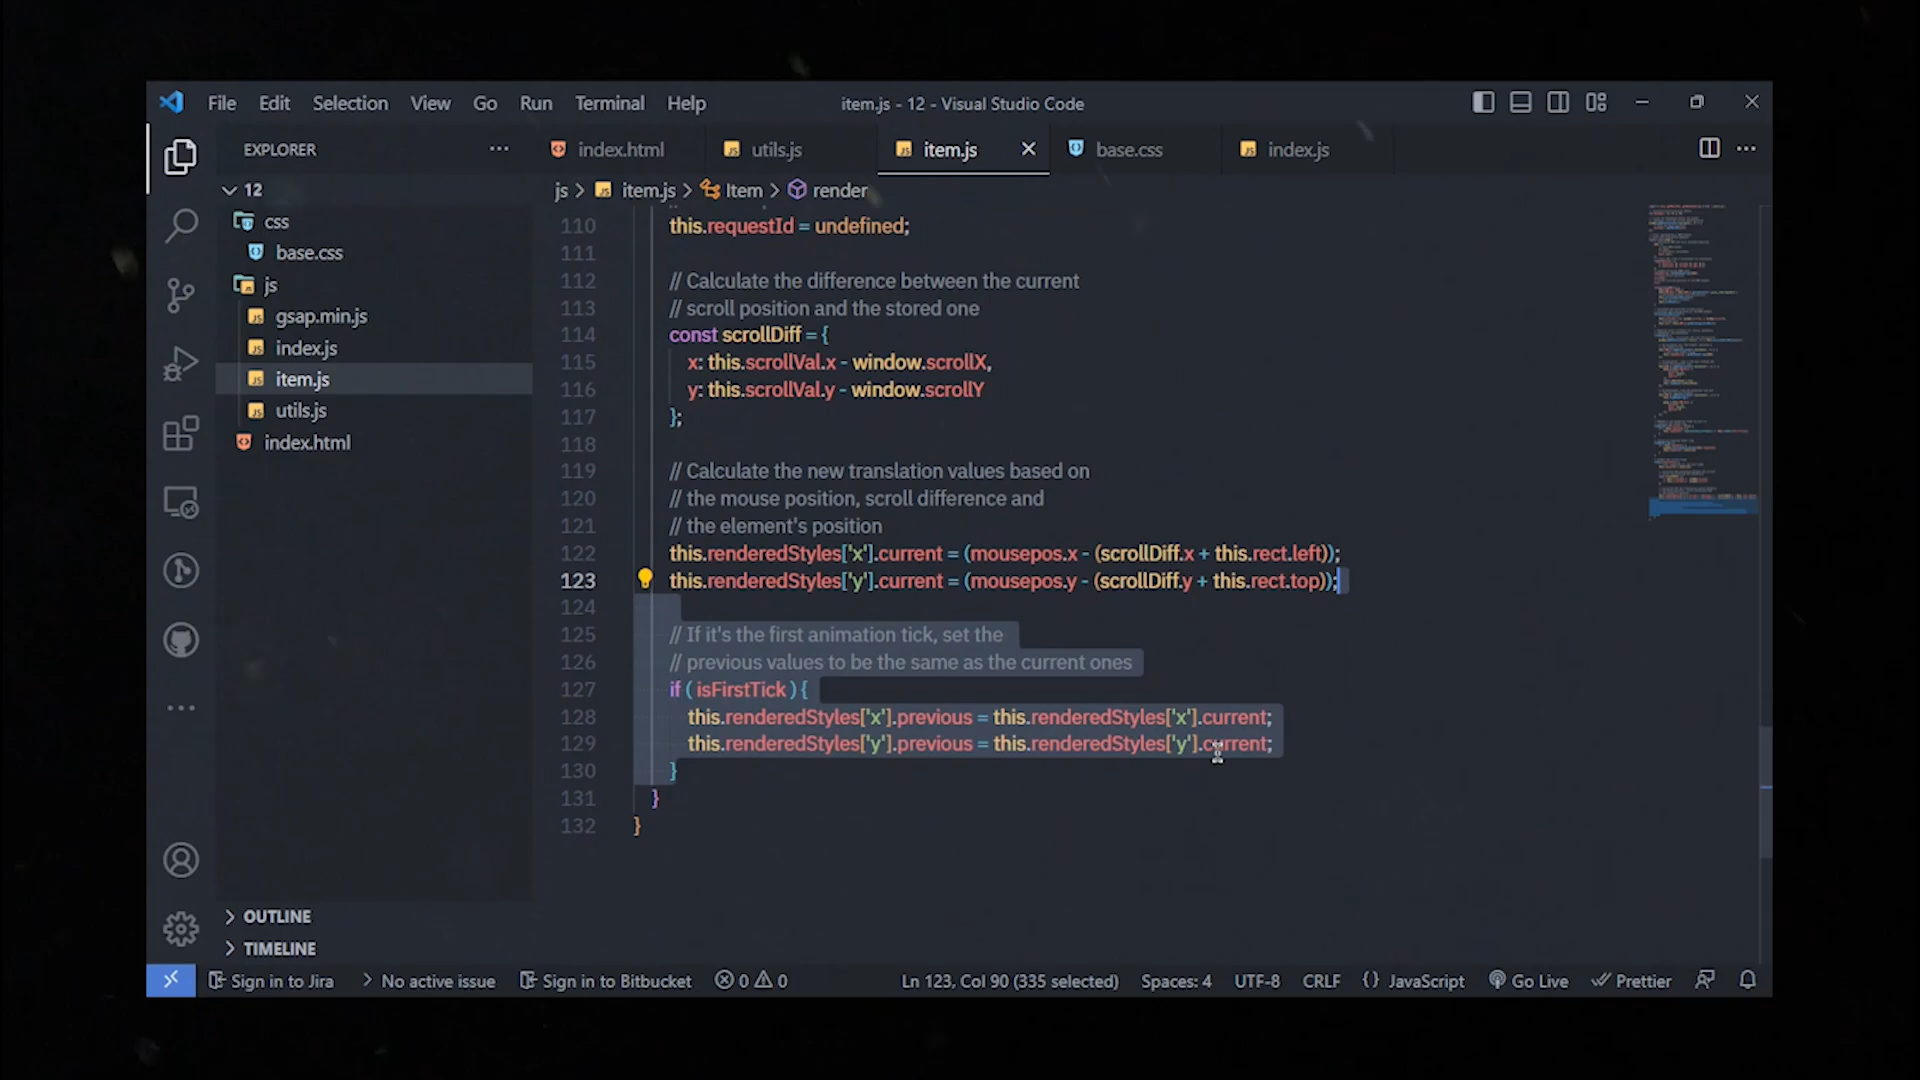 File Edit Selection View Go Run Terminal Help item.js - 12 - Visual Studio Code
EXPLORER
index.html utils.js item.js base.css index.js
js > item.js > Item > render
12
css
base.css
js
gsap.min.js
index.js
item.js
utils.js
index.html
OUTLINE
TIMELINE
110 this.requestId = undefined;
111
112 // Calculate the difference between the current
113 // scroll position and the stored one
114 const scrollDiff = {
115 x: this.scrollVal.x - window.scrollX,
116 y: this.scrollVal.y - window.scrollY
117 };
118
119 // Calculate the new translation values based on
120 // the mouse position, scroll difference and
121 // the element's position
122 this.renderedStyles['x'].current = (mousepos.x - (scrollDiff.x + this.rect.left));
123 this.renderedStyles['y'].current = (mousepos.y - (scrollDiff.y + this.rect.top));
124
125 // If it's the first animation tick, set the
126 // previous values to be the same as the current ones
127 if ( isFirstTick ) {
128 this.renderedStyles['x'].previous = this.renderedStyles['x'].current;
129 this.renderedStyles['y'].previous = this.renderedStyles['y'].current;
130 }
131 }
132 }
Sign in to Jira > No active issue Sign in to Bitbucket 0 0 Ln 123, Col 90 (335 selected) Spaces: 4 UTF-8 CRLF {} JavaScript Go Live Prettier